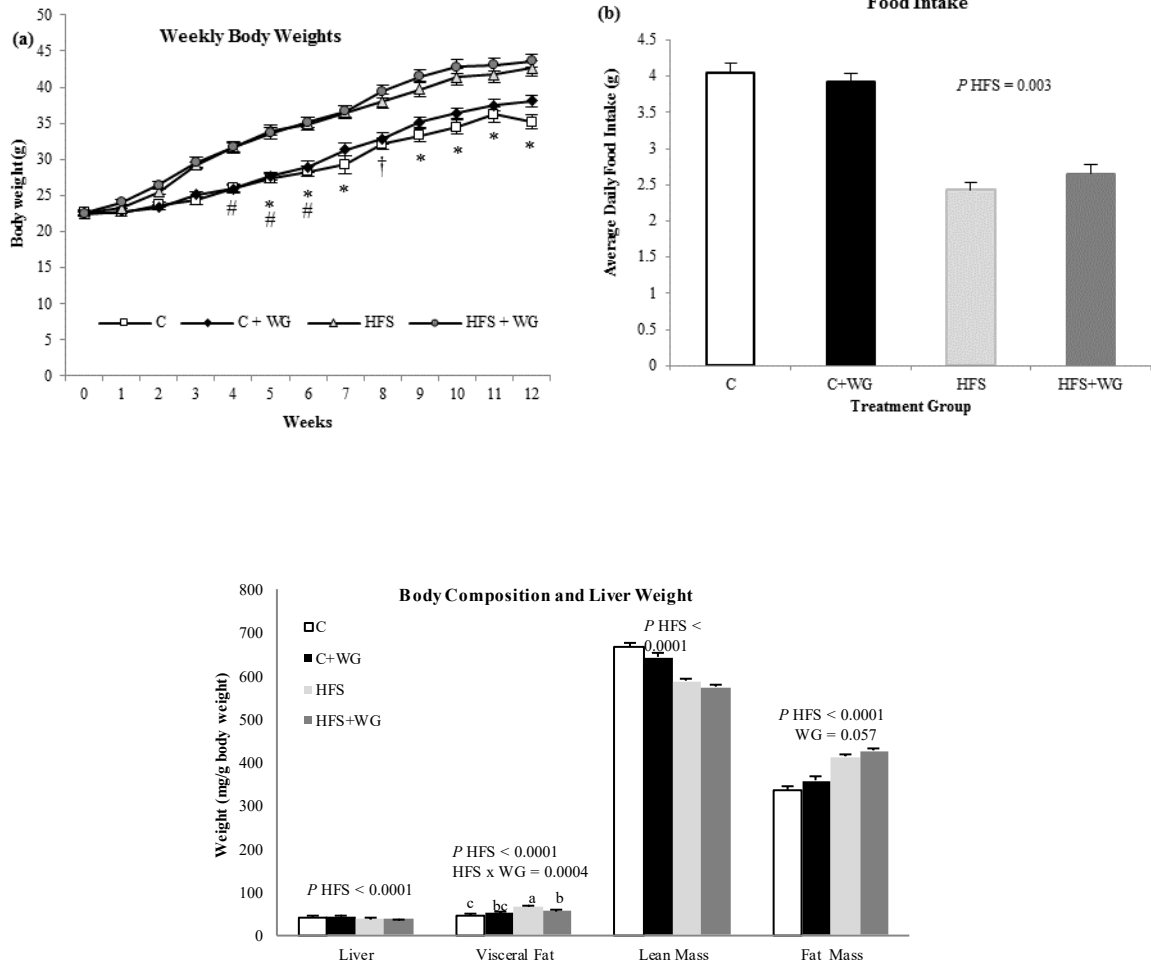 (a)
Weekly Body Weights
50
45
40
35
30
25
20
15
10
5
0
Body weight(g)
*
*
*
*
*
*
*
†
#
#
#
C
C + WG
HFS
HFS + WG
0 1 2 3 4 5 6 7 8 9 10 11 12
Weeks
(b)
Food Intake
4.5
4
3.5
3
2.5
2
1.5
1
0.5
0
Average Daily Food Intake (g)
P HFS = 0.003
C C+WG HFS HFS+WG
Treatment Group
Body Composition and Liver Weight
800
700
600
500
400
300
200
100
0
Weight (mg/g body weight)
C
C+WG
HFS
HFS+WG
P HFS < 0.0001
P HFS < 0.0001
HFS x WG = 0.0004
c bc a b
P HFS <
0.0001
P HFS < 0.0001
WG = 0.057
Liver Visceral Fat Lean Mass Fat Mass